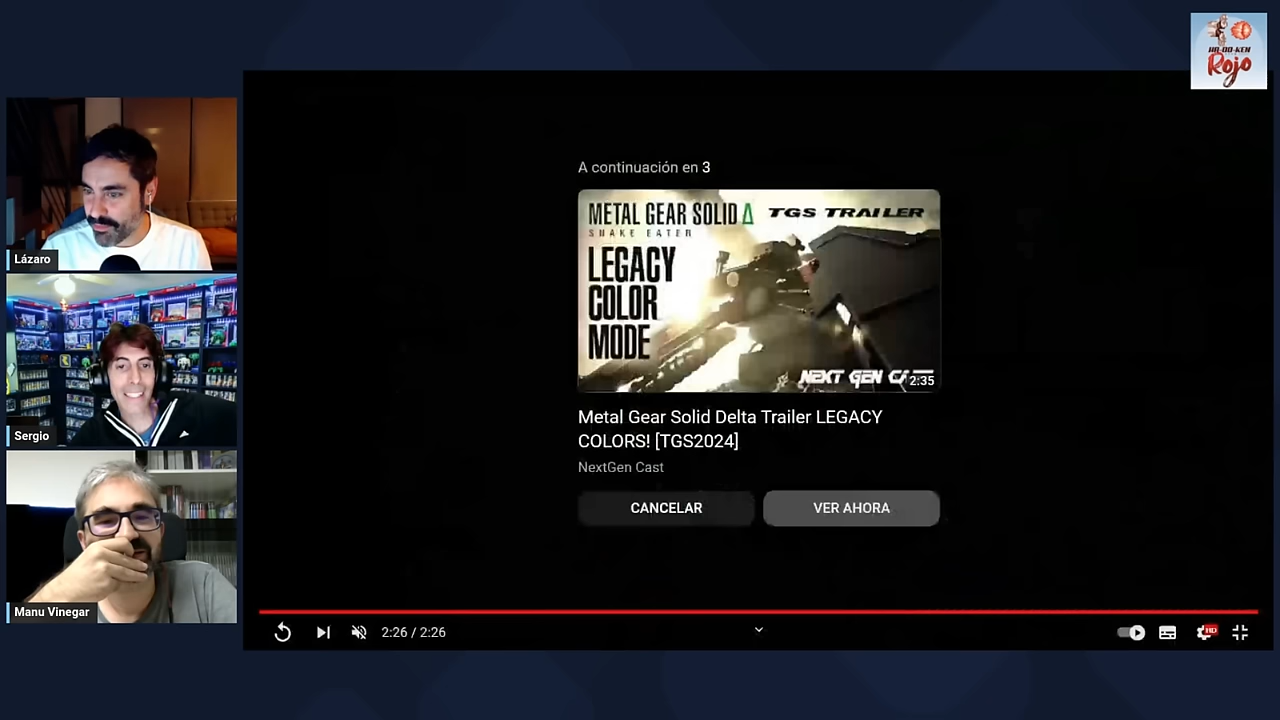 HA-DO-KEN
Rojo
A continuación en 3
METAL GEAR SOLID Δ
SNAKE EATER
TGS TRAILER
LEGACY
COLOR
MODE
NEXT GEN
2:35
Metal Gear Solid Delta Trailer LEGACY
COLORS! [TGS2024]
NextGen Cast
CANCELAR
VER AHORA
Lázaro
Sergio
Manu Vinegar
2:26 / 2:26
HD